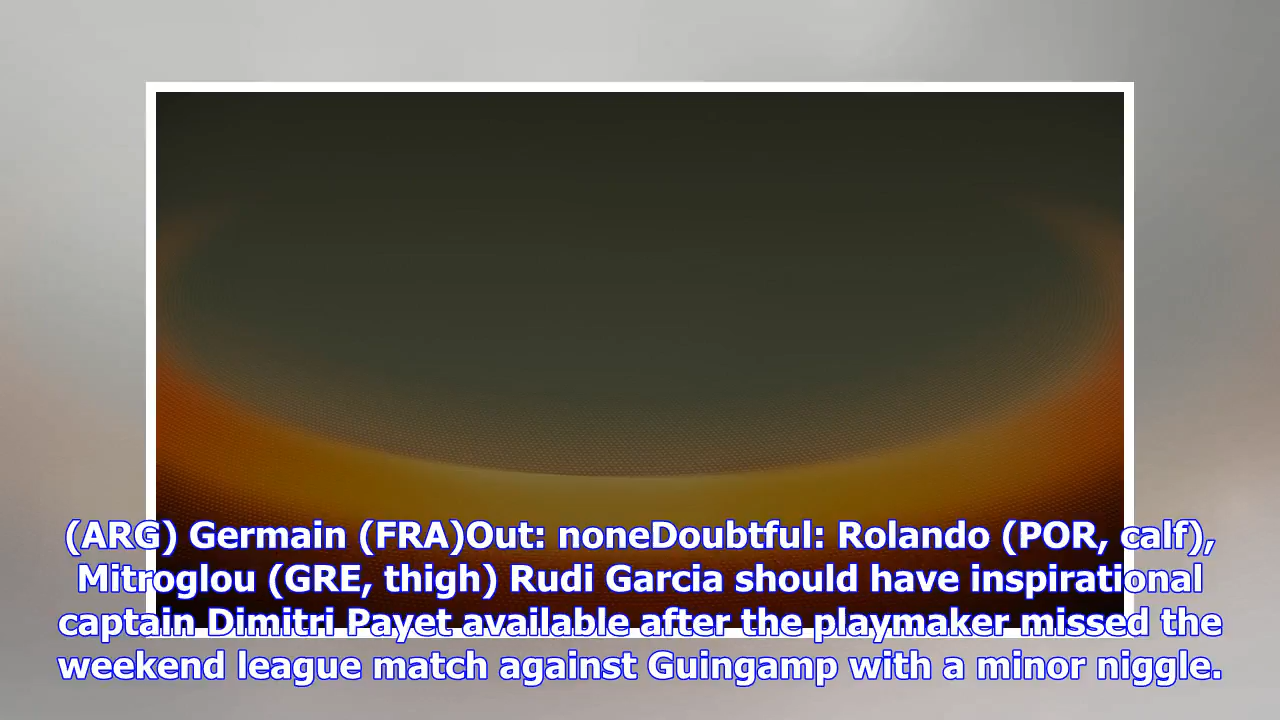 (ARG) Germain (FRA)Out: noneDoubtful: Rolando (POR, calf),
Mitroglou (GRE, thigh) Rudi Garcia should have inspirational
captain Dimitri Payet available after the playmaker missed the
weekend league match against Guingamp with a minor niggle.